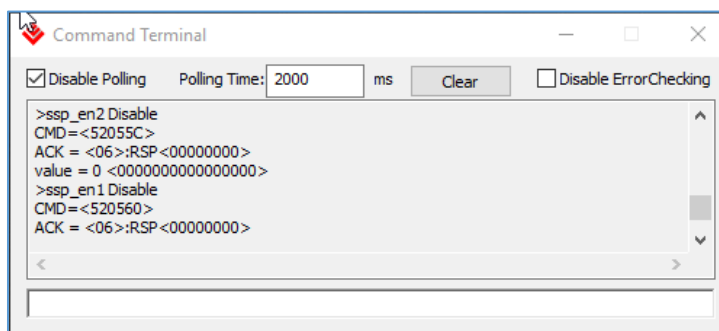 Command Terminal
Disable Polling Polling Time: 2000 ms Clear Disable ErrorChecking
>ssp_en2 Disable
CMD=<52055C>
ACK = <06>:RSP<00000000>
value = 0 <0000000000000000>
>ssp_en1 Disable
CMD=<520560>
ACK = <06>:RSP<00000000>